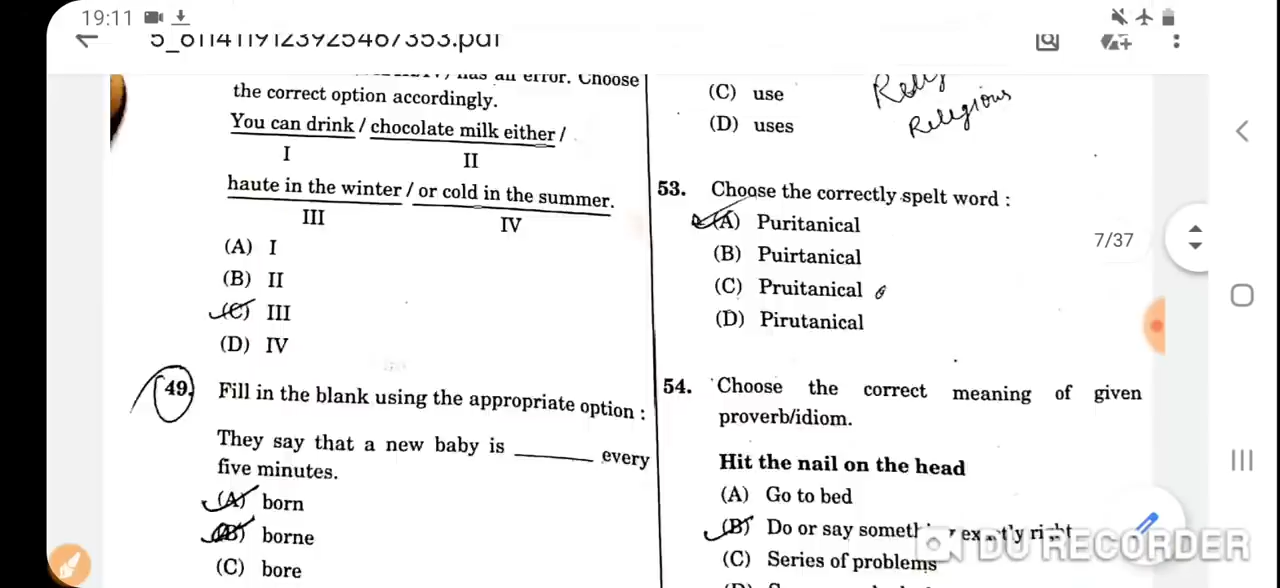 19:11
5_6114119123925467353.pdf
has an error. Choose
the correct option accordingly.
You can drink / chocolate milk either /
I II
haute in the winter / or cold in the summer.
III IV
(A) I
(B) II
(C) III
(D) IV
49. Fill in the blank using the appropriate option :
They say that a new baby is ________ every
five minutes.
(A) born
(B) borne
(C) bore
(C) use
(D) uses
Religious
53. Choose the correctly spelt word :
(A) Puritanical
(B) Puirtanical
(C) Pruitanical
(D) Pirutanical
7/37
54. Choose the correct meaning of given
proverb/idiom.
Hit the nail on the head
(A) Go to bed
(B) Do or say something exactly right
(C) Series of problems
DU RECORDER